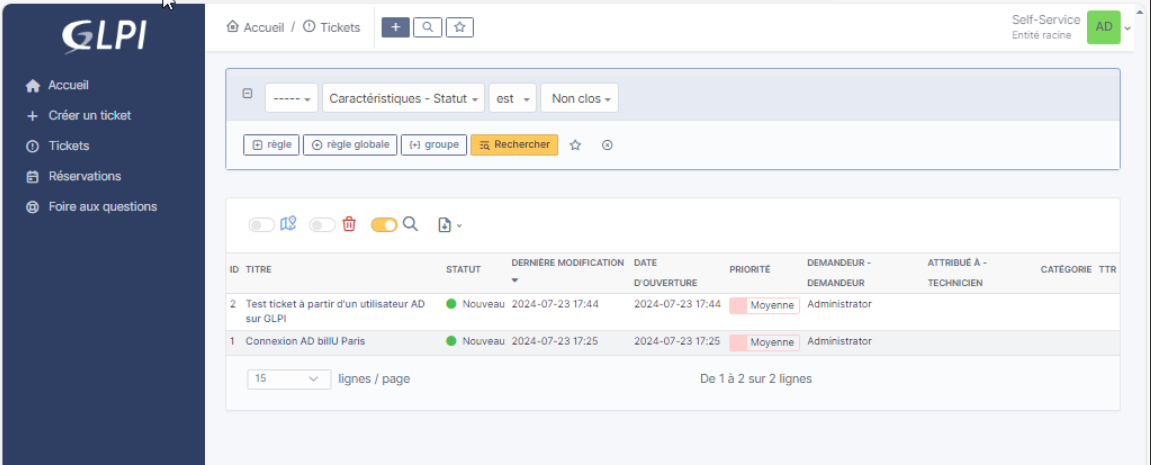 GLPI
Accueil
Créer un ticket
Tickets
Réservations
Foire aux questions
Accueil / Tickets
Self-Service
Entité racine
AD
-----
Caractéristiques - Statut
est
Non clos
règle
règle globale
groupe
Rechercher
ID TITRE STATUT DERNIÈRE MODIFICATION DATE D'OUVERTURE PRIORITÉ DEMANDEUR - DEMANDEUR ATTRIBUÉ À - TECHNICIEN CATÉGORIE TTR
2 Test ticket à partir d'un utilisateur AD sur GLPI Nouveau 2024-07-23 17:44 2024-07-23 17:44 Moyenne Administrator
1 Connexion AD billU Paris Nouveau 2024-07-23 17:25 2024-07-23 17:25 Moyenne Administrator
15 lignes / page
De 1 à 2 sur 2 lignes